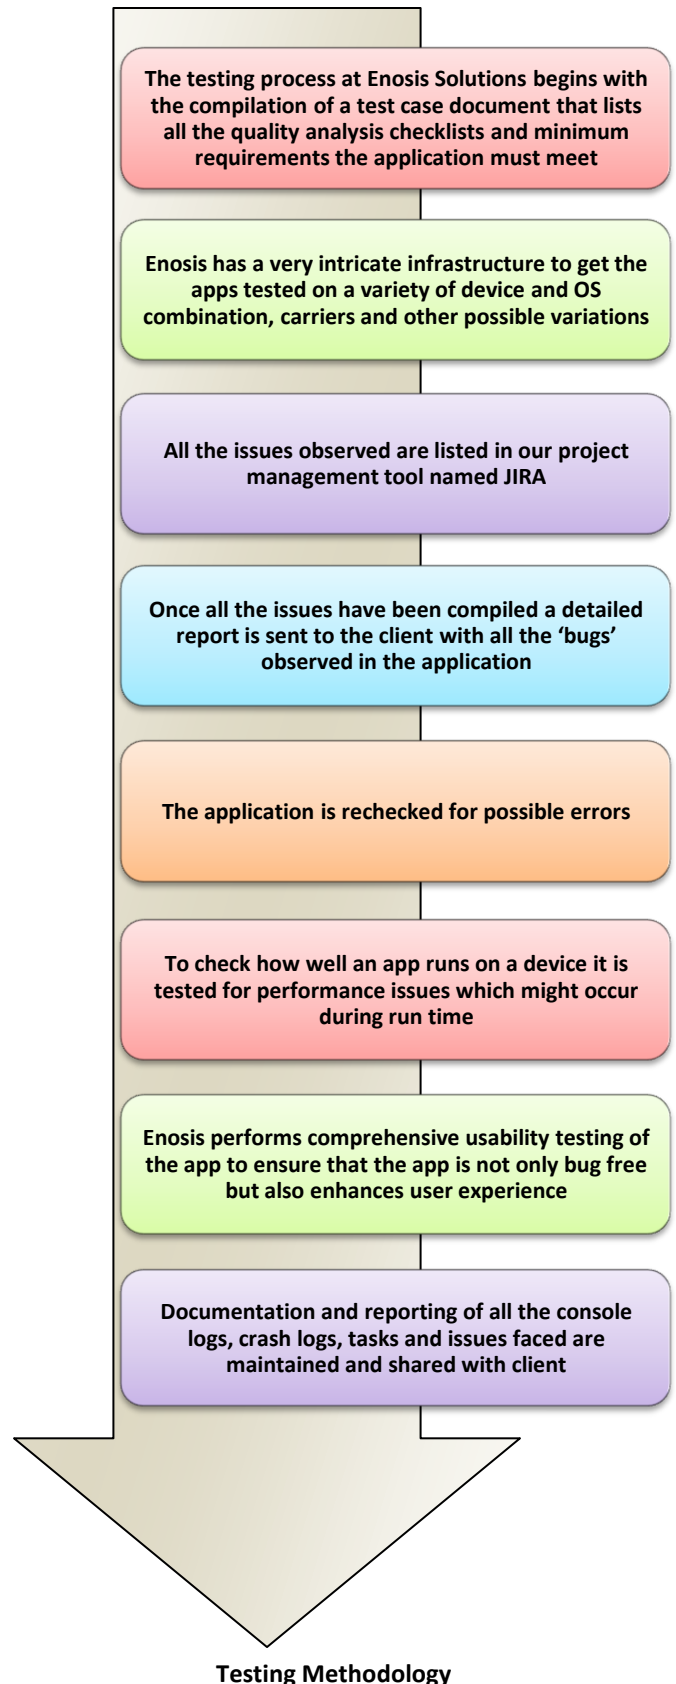 The testing process at Enosis Solutions begins with
the compilation of a test case document that lists
all the quality analysis checklists and minimum
requirements the application must meet
Enosis has a very intricate infrastructure to get the
apps tested on a variety of device and OS
combination, carriers and other possible variations
All the issues observed are listed in our project
management tool named JIRA
Once all the issues have been compiled a detailed
report is sent to the client with all the ‘bugs’
observed in the application
The application is rechecked for possible errors
To check how well an app runs on a device it is
tested for performance issues which might occur
during run time
Enosis performs comprehensive usability testing of
the app to ensure that the app is not only bug free
but also enhances user experience
Documentation and reporting of all the console
logs, crash logs, tasks and issues faced are
maintained and shared with client
Testing Methodology